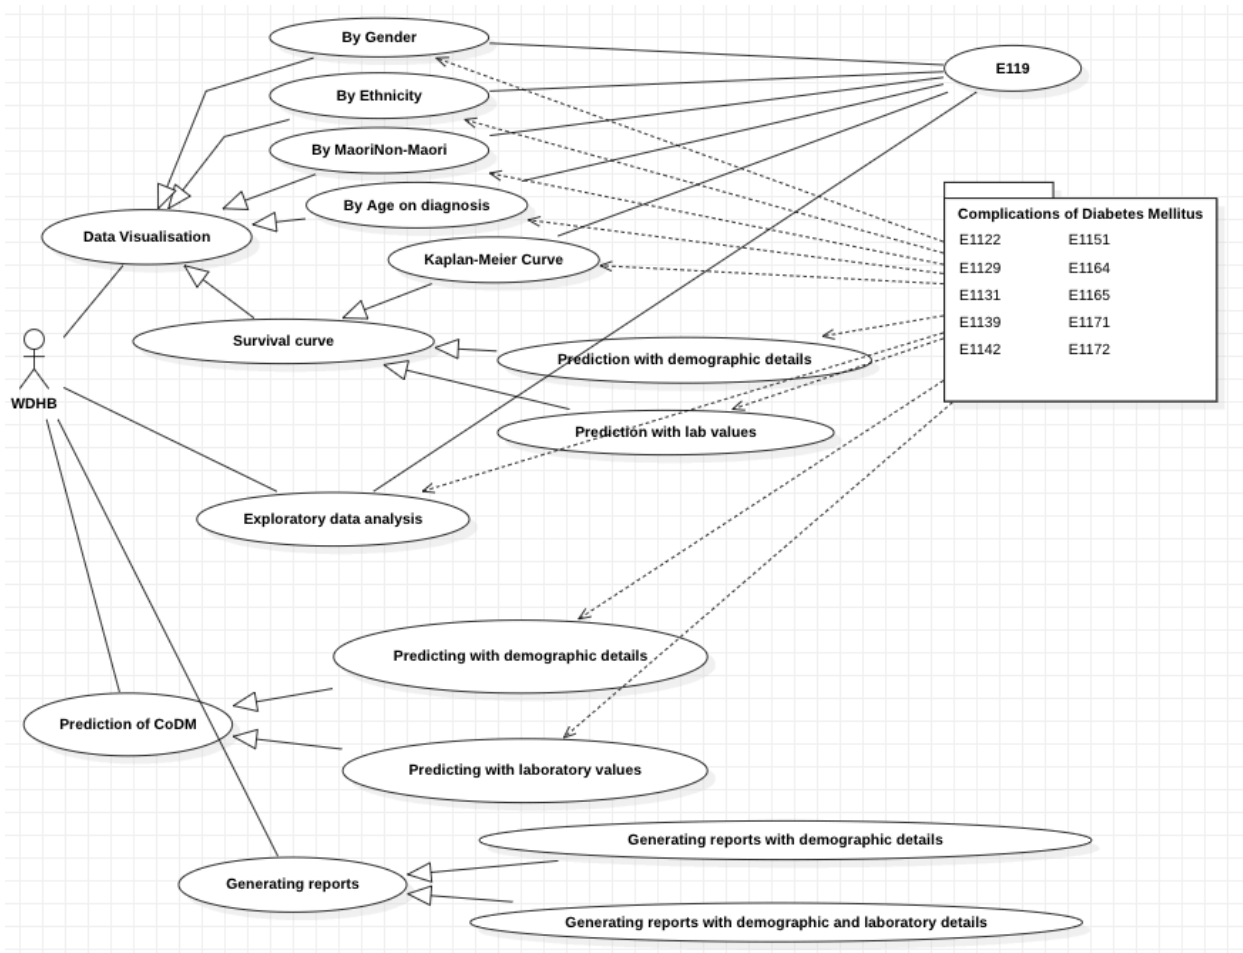 By Gender
E119
By Ethnicity
By MaoriNon-Maori
By Age on diagnosis
Complications of Diabetes Mellitus
E1122 E1151
E1129 E1164
E1131 E1165
E1139 E1171
E1142 E1172
Data Visualisation
Kaplan-Meier Curve
Survival curve
Prediction with demographic details
WDHB
Prediction with lab values
Exploratory data analysis
Predicting with demographic details
Prediction of CoDM
Predicting with laboratory values
Generating reports with demographic details
Generating reports
Generating reports with demographic and laboratory details